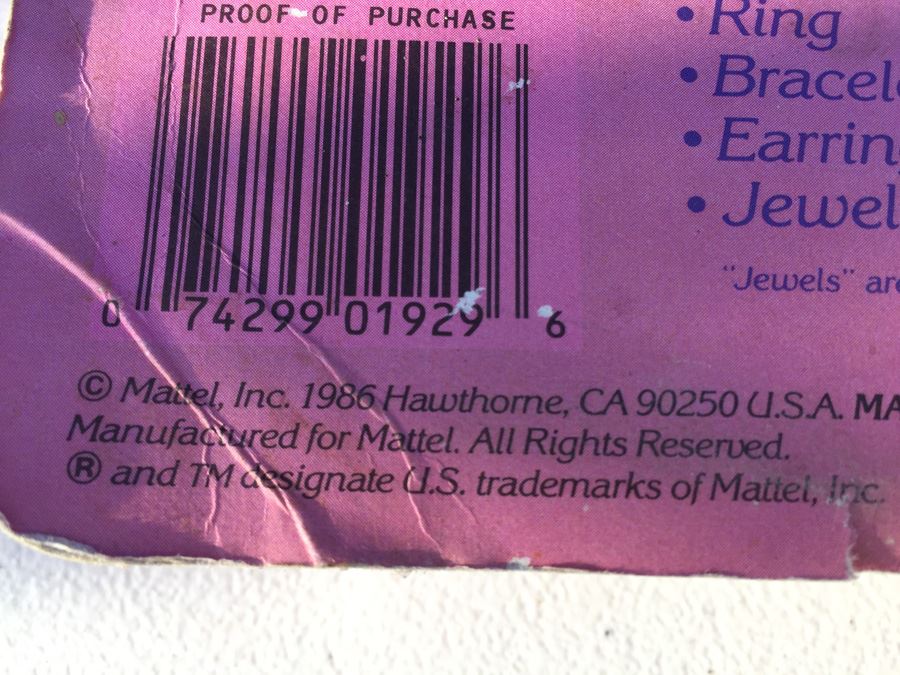 PROOF OF PURCHASE
0 74299 01929 6
• Ring
•
•
• 
"Jewels"
© Mattel, Inc. 1986 Hawthorne, CA 90250 U.S.A.
Manufactured for Mattel. All Rights Reserved.
® and TM designate U.S. trademarks of Mattel, Inc.